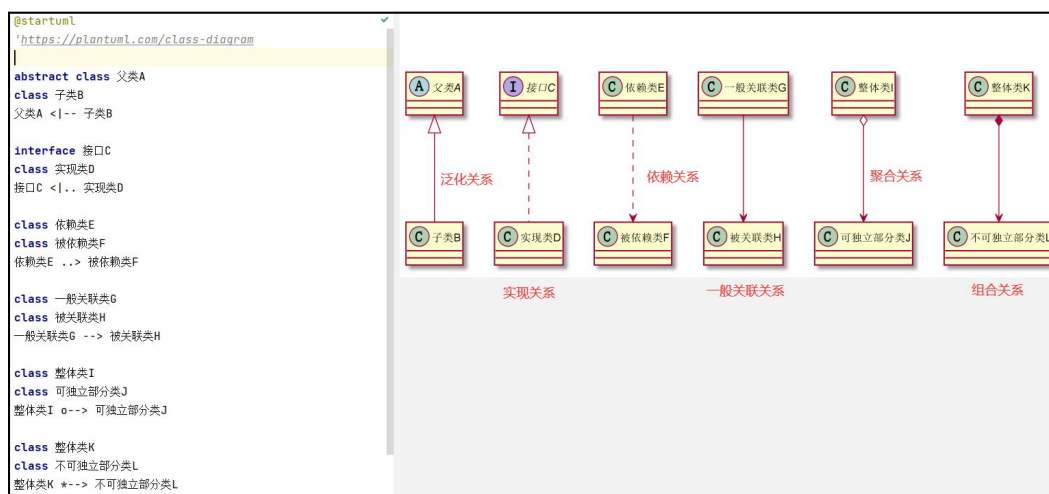 @startuml
'https://plantuml.com/class-diagram
abstract class 父类A
class 子类B
父类A <|-- 子类B
interface 接口C
class 实现类D
接口C <|.. 实现类D
class 依赖类E
class 被依赖类F
依赖类E ..> 被依赖类F
class 一般关联类G
class 被关联类H
一般关联类G --> 被关联类H
class 整体类I
class 可独立部分类J
整体类I o--> 可独立部分类J
class 整体类K
class 不可独立部分类L
整体类K *--> 不可独立部分类L
A 父类A
I 接口C
C 依赖类E
C 一般关联类G
C 整体类I
C 整体类K
泛化关系
依赖关系
聚合关系
C 子类B
C 实现类D
C 被依赖类F
C 被关联类H
C 可独立部分类J
C 不可独立部分类L
实现关系
一般关联关系
组合关系